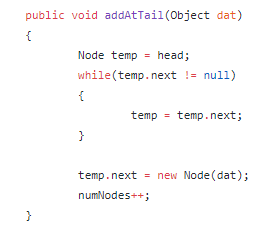 public void addAtTail(Object dat)
{
Node temp = head;
while(temp.next != null)
{
temp = temp.next;
}
temp.next = new Node(dat);
numNodes++;
}